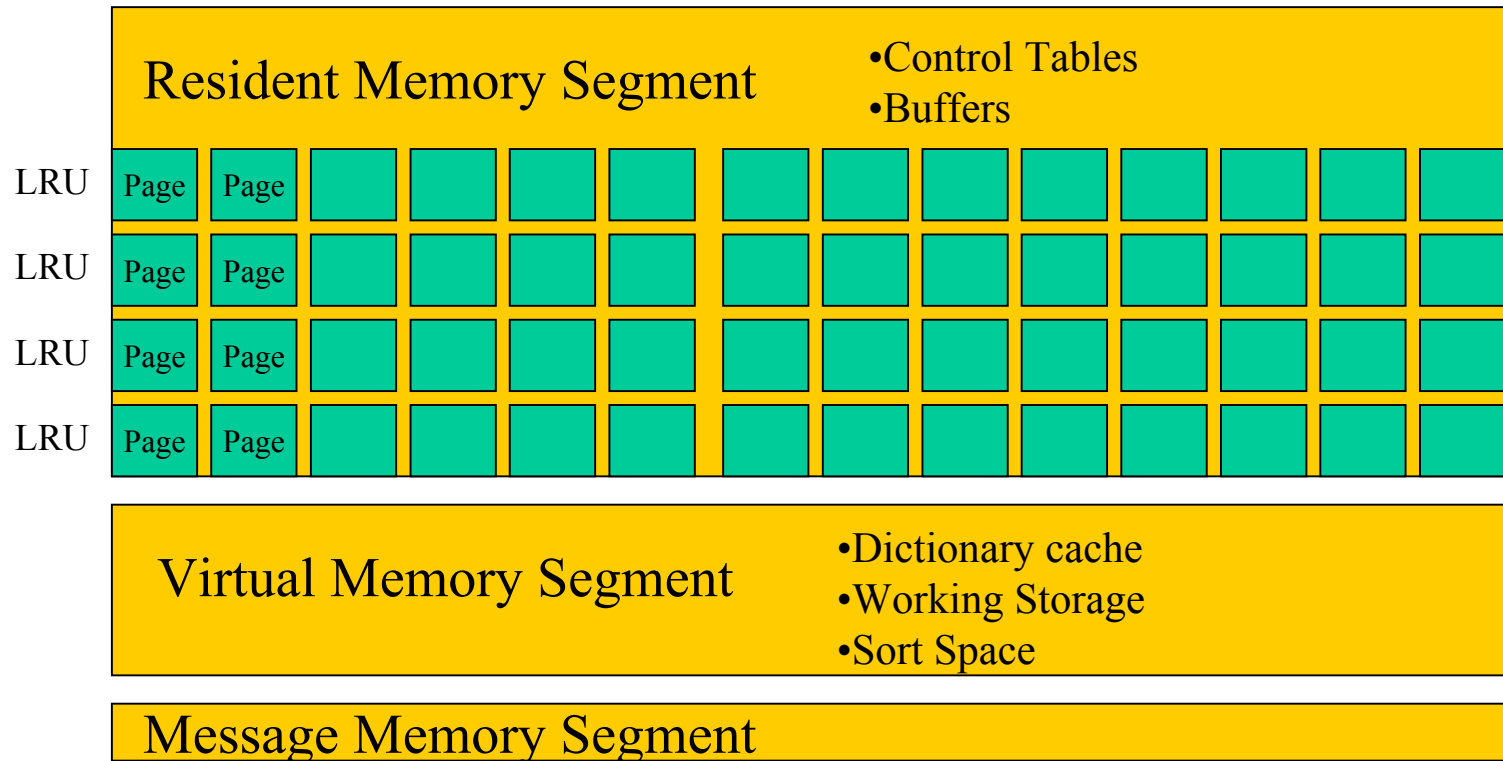 Resident Memory Segment
•Control Tables
•Buffers
LRU Page Page
LRU Page Page
LRU Page Page
LRU Page Page
Virtual Memory Segment
•Dictionary cache
•Working Storage
•Sort Space
Message Memory Segment